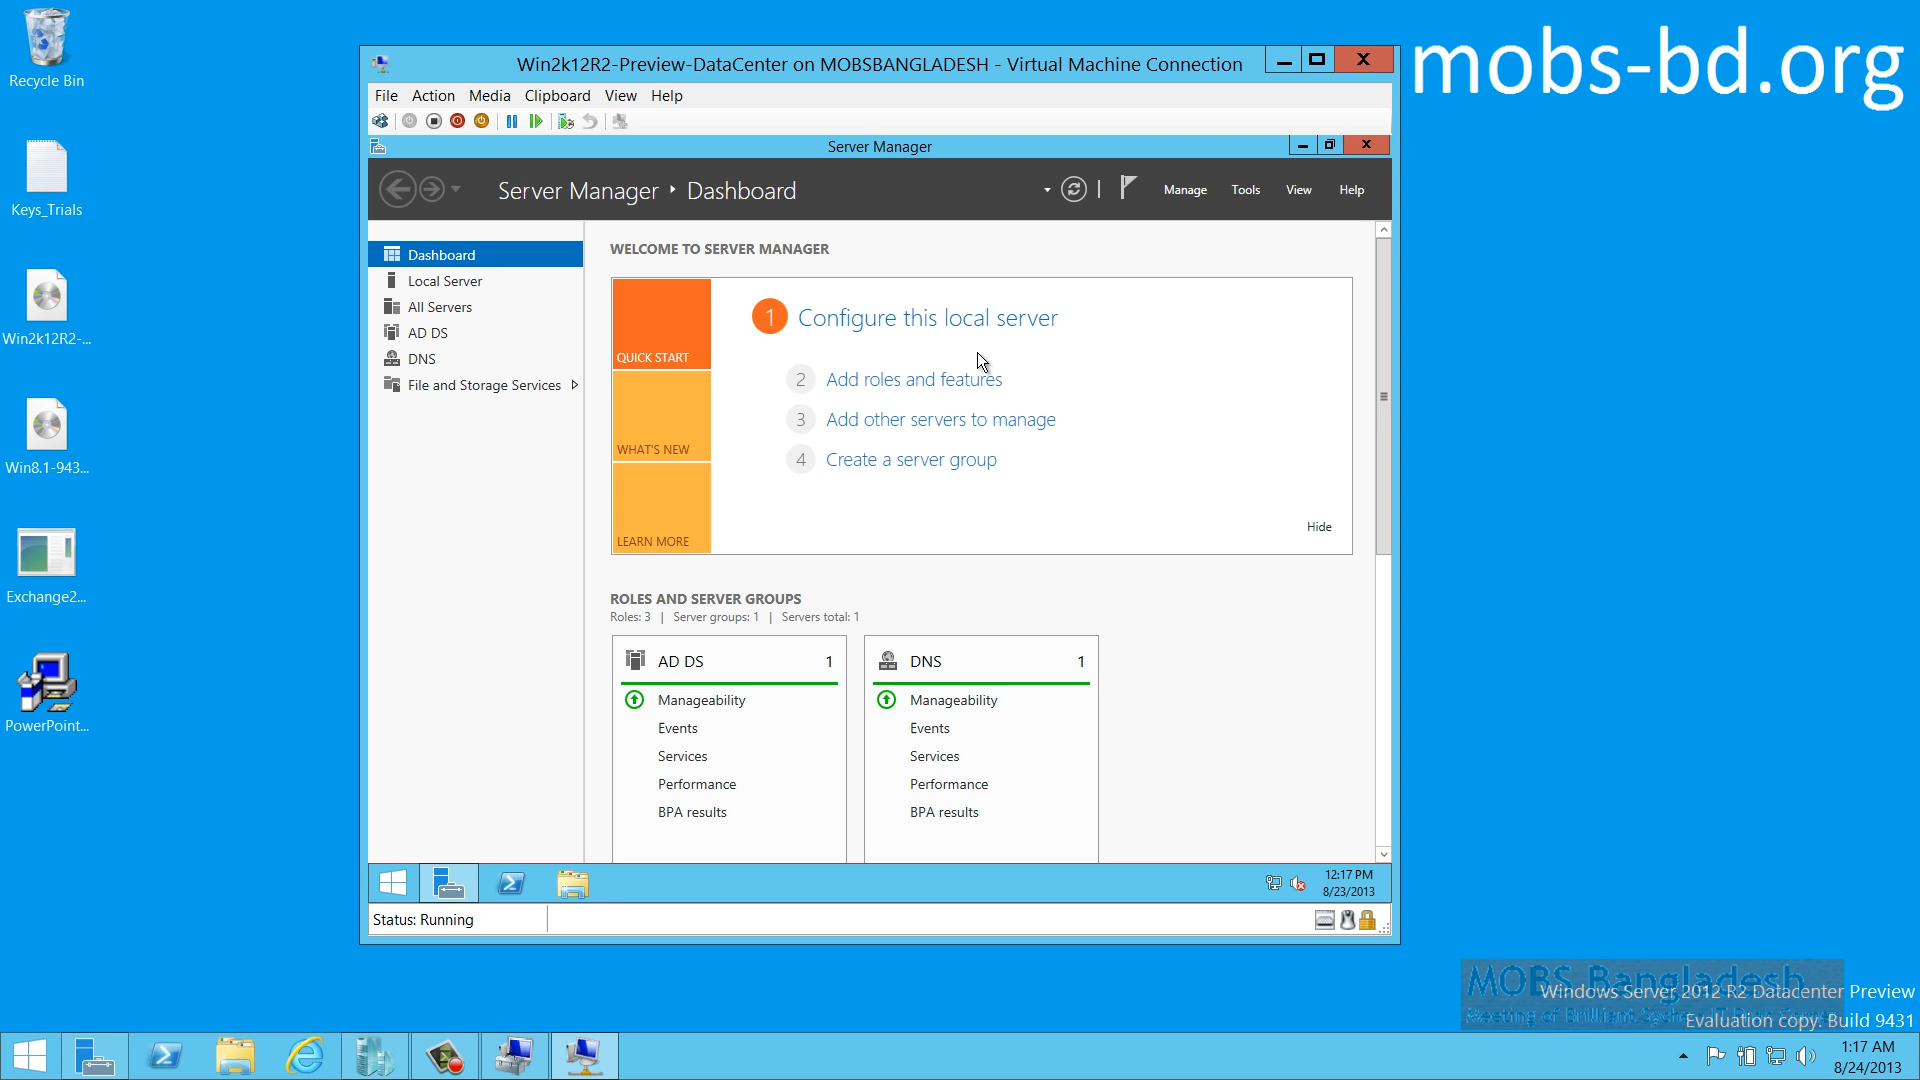 mobs-bd.org
Recycle Bin
Keys_Trials
Win2k12R2-...
Win8.1-943...
Exchange2...
PowerPoint...
Win2k12R2-Preview-DataCenter on MOBSBANGLADESH - Virtual Machine Connection
File Action Media Clipboard View Help
Server Manager
Server Manager Dashboard
Manage Tools View Help
Dashboard
Local Server
All Servers
AD DS
DNS
File and Storage Services
WELCOME TO SERVER MANAGER
QUICK START
WHAT'S NEW
LEARN MORE
1 Configure this local server
2 Add roles and features
3 Add other servers to manage
4 Create a server group
Hide
ROLES AND SERVER GROUPS
Roles: 3 | Server groups: 1 | Servers total: 1
AD DS 1
Manageability
Events
Services
Performance
BPA results
DNS 1
Manageability
Events
Services
Performance
BPA results
12:17 PM
8/23/2013
Status: Running
MOBS Bangladesh
Windows Server 2012 R2 Datacenter Preview
Meeting of Brilliant
Evaluation copy. Build 9431
1:17 AM
8/24/2013